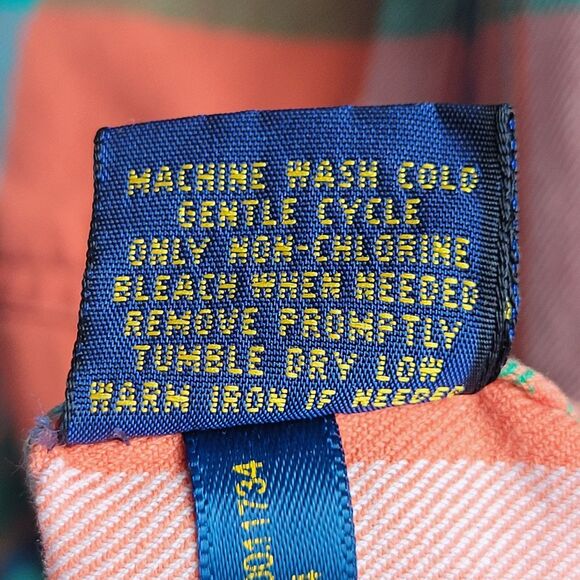 MACHINE WASH COLD
GENTLE CYCLE
ONLY NON-CHLORINE
BLEACH WHEN NEEDED
REMOVE PROMPTLY
TUMBLE DRY LOW
WARM IRON IF NEEDED
0011734